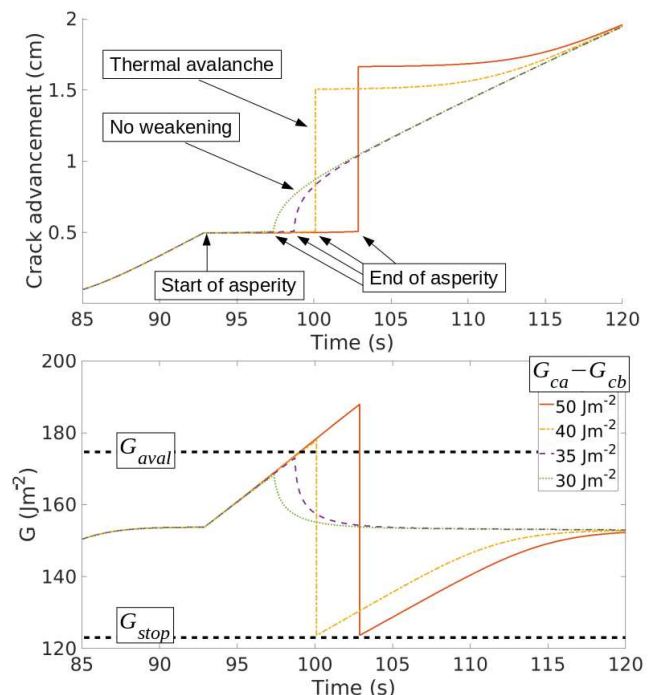 2
Thermal avalanche
1.5
No weakening
1
0.5
Start of asperity
End of asperity
0
Crack advancement (cm)
85 90 95 100 105 110 115 120
Time (s)
200
G_ca − G_cb
50 Jm⁻²
40 Jm⁻²
35 Jm⁻²
30 Jm⁻²
180
G_aval
160
140
G_stop
120
G (Jm⁻²)
85 90 95 100 105 110 115 120
Time (s)